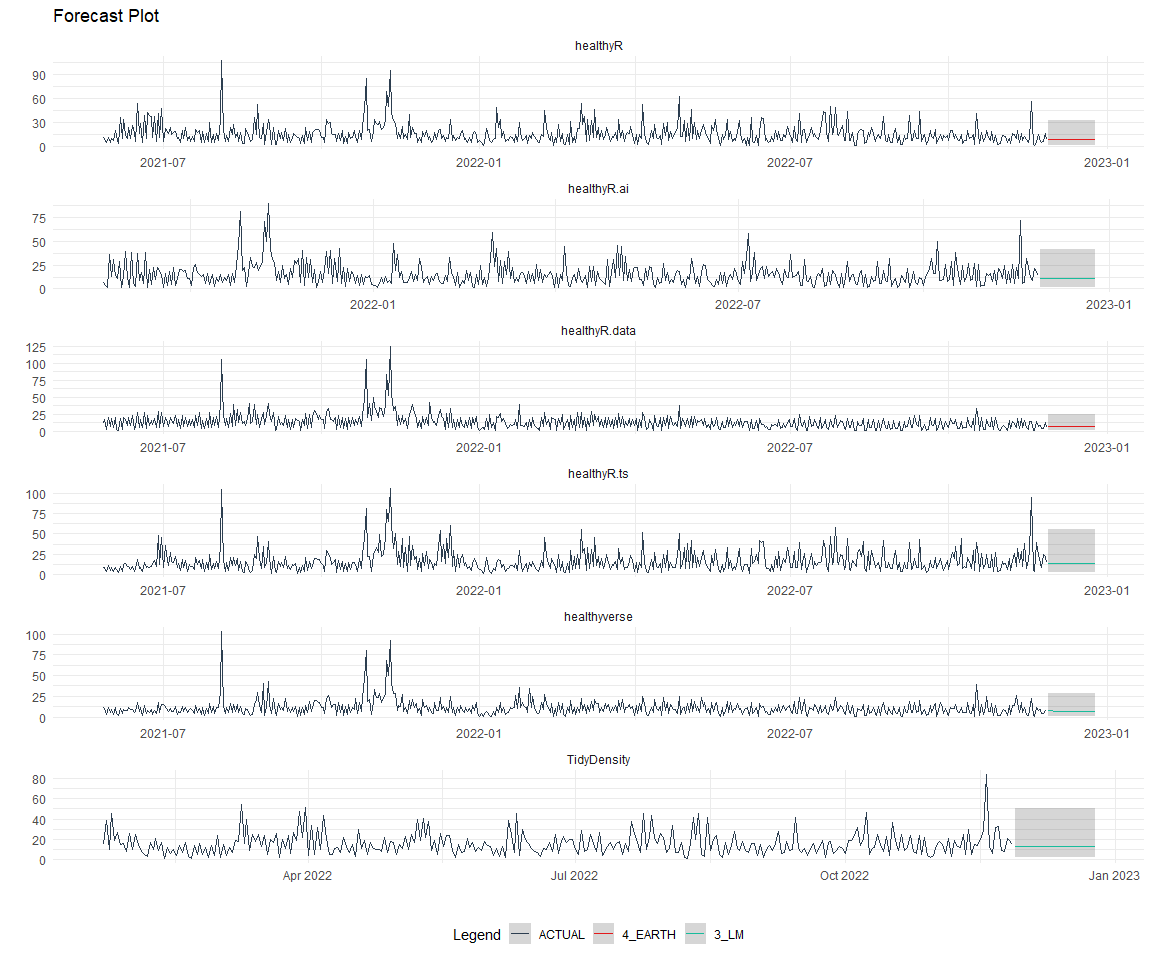 Forecast Plot
healthyR
90
60
30
0
2021-07 2022-01 2022-07 2023-01
healthyR.ai
75
50
25
0
2022-01 2022-07 2023-01
healthyR.data
125
100
75
50
25
0
2021-07 2022-01 2022-07 2023-01
healthyR.ts
100
75
50
25
0
2021-07 2022-01 2022-07 2023-01
healthyverse
100
75
50
25
0
2021-07 2022-01 2022-07 2023-01
TidyDensity
80
60
40
20
0
Apr 2022 Jul 2022 Oct 2022 Jan 2023
Legend ACTUAL 4_EARTH 3_LM